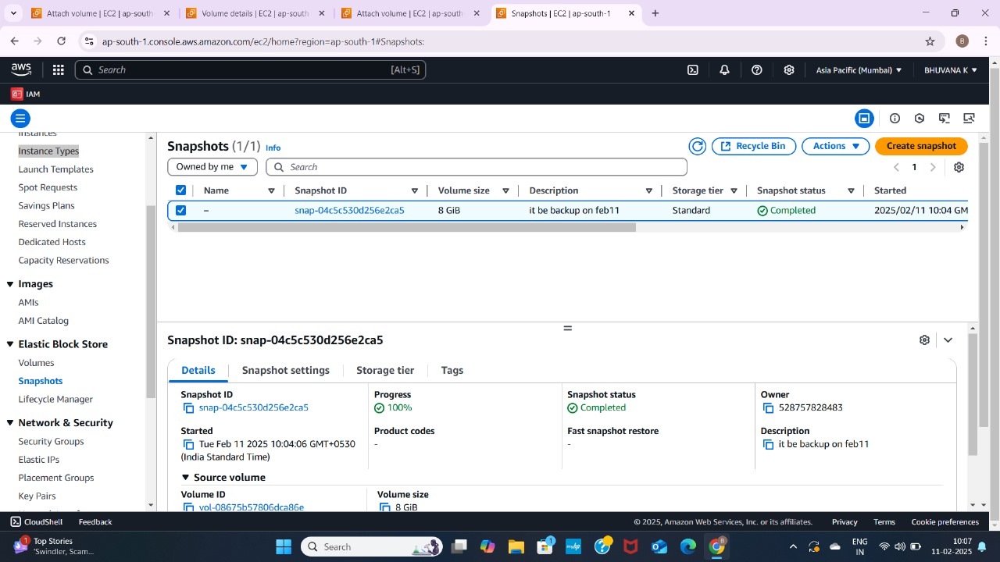 Attach volume | EC2 | ap-south
Volume details | EC2 | ap-south
Attach volume | EC2 | ap-south
Snapshots | EC2 | ap-south-1
ap-south-1.console.aws.amazon.com/ec2/home?region=ap-south-1#Snapshots:
B
aws
Search [Alt+S]
Asia Pacific (Mumbai)
BHUVANA K
IAM
Instances
Instance Types
Launch Templates
Spot Requests
Savings Plans
Reserved Instances
Dedicated Hosts
Capacity Reservations
Images
AMIs
AMI Catalog
Elastic Block Store
Volumes
Snapshots
Lifecycle Manager
Network & Security
Security Groups
Elastic IPs
Placement Groups
Key Pairs
Snapshots (1/1) Info
Recycle Bin
Actions
Create snapshot
Owned by me
Search
1
Name Snapshot ID Volume size Description Storage tier Snapshot status Started
– snap-04c5c530d256e2ca5 8 GiB it be backup on feb11 Standard Completed 2025/02/11 10:04 GM
Snapshot ID: snap-04c5c530d256e2ca5
Details Snapshot settings Storage tier Tags
Snapshot ID
snap-04c5c530d256e2ca5
Progress
100%
Snapshot status
Completed
Owner
528757828483
Started
Tue Feb 11 2025 10:04:06 GMT+0530
(India Standard Time)
Product codes
-
Fast snapshot restore
-
Description
it be backup on feb11
Source volume
Volume ID
vol-08675b57806dca86e
Volume size
8 GiB
CloudShell Feedback
© 2025, Amazon Web Services, Inc. or its affiliates. Privacy Terms Cookie preferences
1
Top Stories
'Swindler, Scam...
Search
1
ENG
IN
10:07
11-02-2025